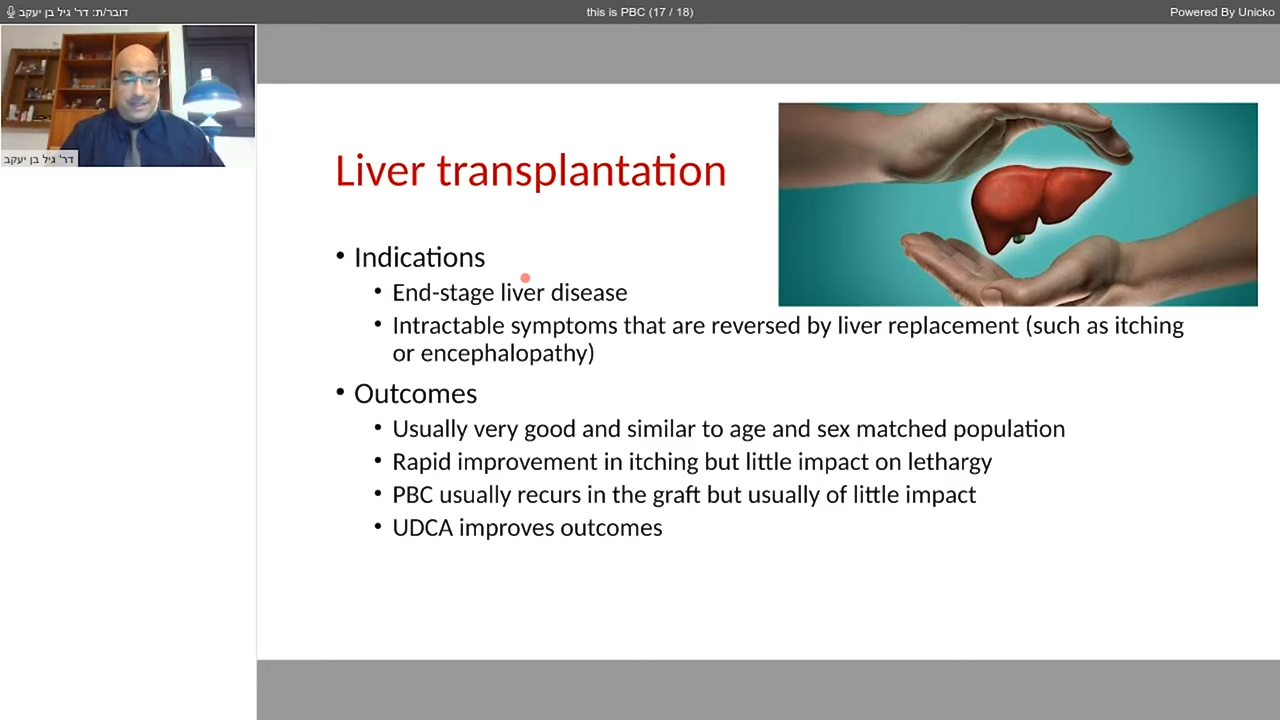 דובר/ת: דר' גיל בן יעקב
this is PBC (17 / 18)
Powered By Unicko
דר' גיל בן יעקב
Liver transplantation
• Indications
• End-stage liver disease
• Intractable symptoms that are reversed by liver replacement (such as itching
or encephalopathy)
• Outcomes
• Usually very good and similar to age and sex matched population
• Rapid improvement in itching but little impact on lethargy
• PBC usually recurs in the graft but usually of little impact
• UDCA improves outcomes